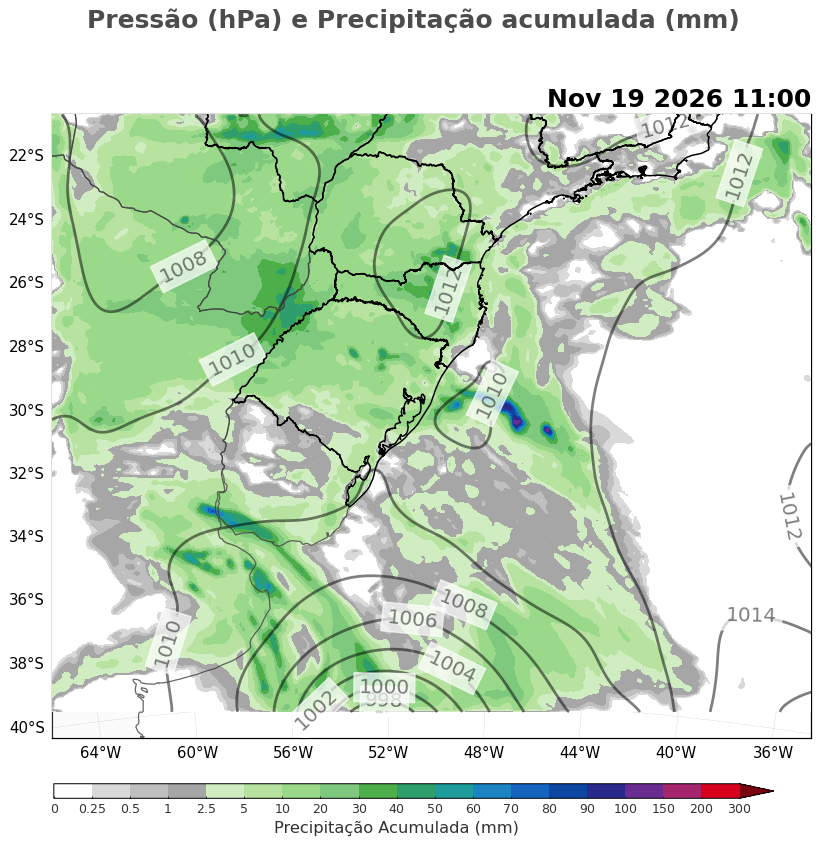 Pressão (hPa) e Precipitação acumulada (mm)
Nov 19 2026 11:00
1012
1012
22°S
24°S
1008
26°S
1012
28°S
1010
1010
30°S
32°S
1012
34°S
36°S
1008
1006
1014
1010
38°S
1004
1000
998
1002
40°S
64°W 60°W 56°W 52°W 48°W 44°W 40°W 36°W
0 0.25 0.5 1 2.5 5 10 20 30 40 50 60 70 80 90 100 150 200 300
Precipitação Acumulada (mm)